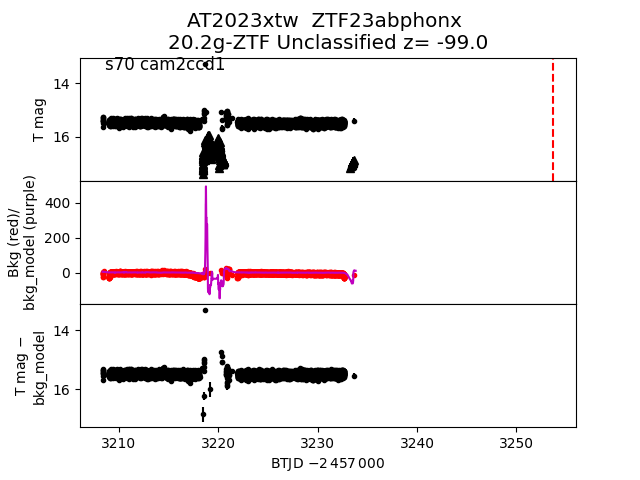 AT2023xtw  ZTF23abphonx
20.2g-ZTF Unclassified z= -99.0
s70 cam2ccd1
T mag
14
16
Bkg (red)/
bkg_model (purple)
400
200
0
T mag −
bkg_model
14
16
3210 3220 3230 3240 3250
BTJD −2 457 000